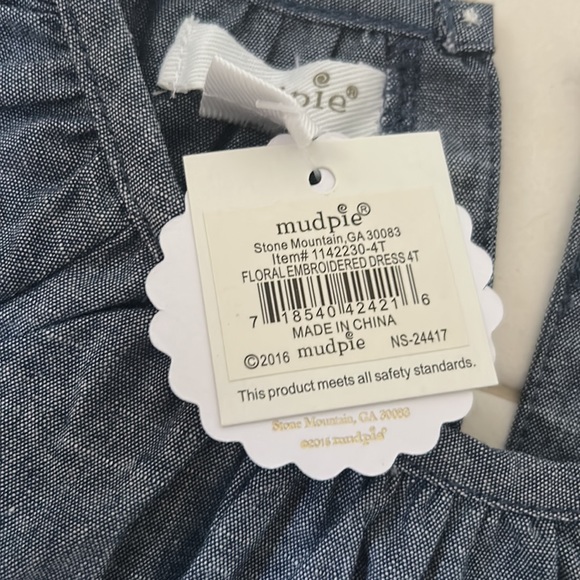 mudpie®
mudpie®
Stone Mountain, GA 30083
Item# 1142230-4T
FLORAL EMBROIDERED DRESS 4T
7 18540 42421 6
MADE IN CHINA
©2016 mudpie NS-24417
This product meets all safety standards.
Stone Mountain, GA 30083
©2016 mudpie®